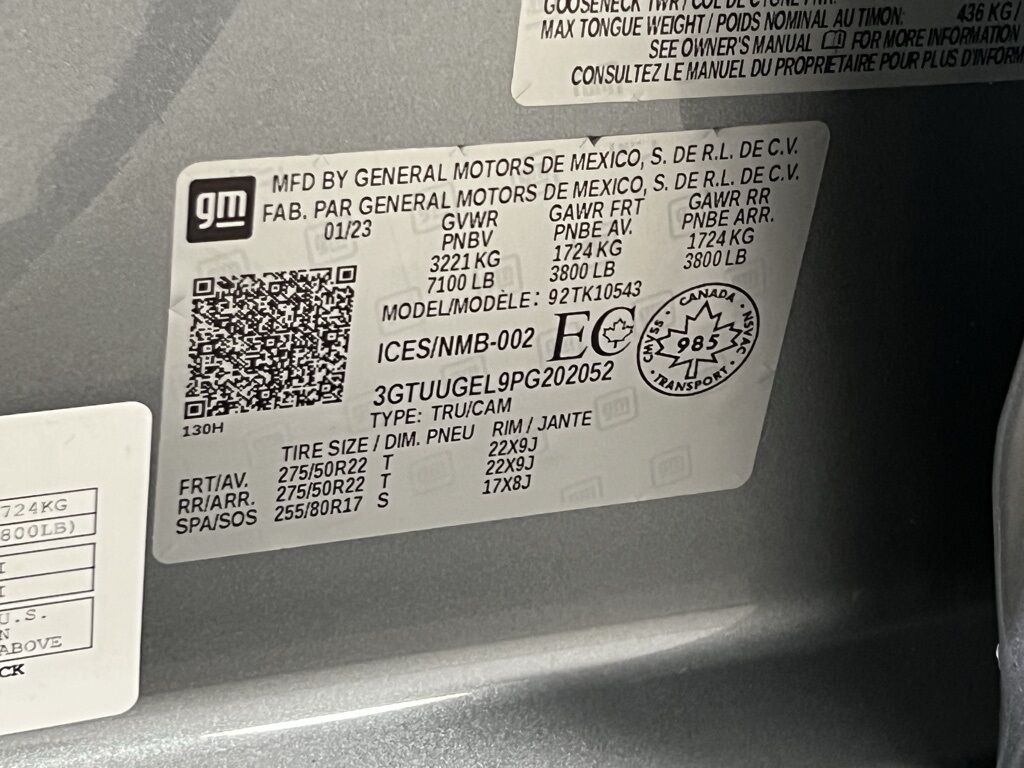 GOOSENECK TWR / COL DE CYGNE PNR:
MAX TONGUE WEIGHT / POIDS NOMINAL AU TIMON: 436 KG /
SEE OWNER'S MANUAL FOR MORE INFORMATION
CONSULTEZ LE MANUEL DU PROPRIETAIRE POUR PLUS D'INFORM
gm
MFD BY GENERAL MOTORS DE MEXICO, S. DE R.L. DE C.V.
FAB. PAR GENERAL MOTORS DE MEXICO, S. DE R.L. DE C.V.
01/23 GVWR GAWR FRT GAWR RR
PNBV PNBE AV. PNBE ARR.
3221 KG 1724 KG 1724 KG
7100 LB 3800 LB 3800 LB
MODEL/MODÈLE: 92TK10543
ICES/NMB-002 EC
CANADA
CMVSS · NSVAC
985
TRANSPORT
3GTUUGEL9PG202052
TYPE: TRU/CAM
130H
TIRE SIZE / DIM. PNEU RIM / JANTE
FRT/AV. 275/50R22 T 22X9J
RR/ARR. 275/50R22 T 22X9J
SPA/SOS 255/80R17 S 17X8J
724KG
800LB)
I
I
U.S.
N
ABOVE
CK